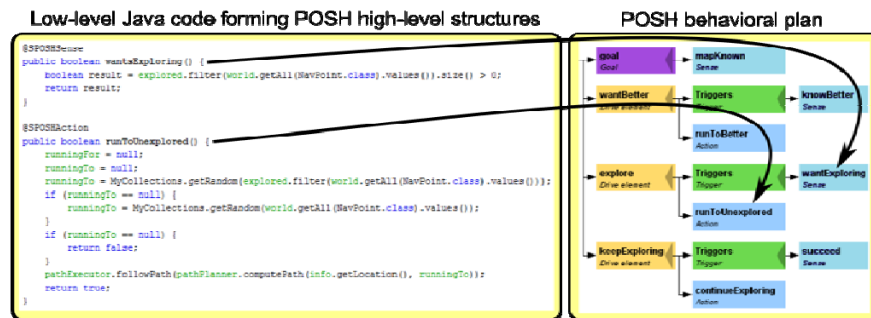 Low-level Java code forming POSH high-level structures
@SPOSHSense
public boolean wantsExploring() {
boolean result = explored.filter(world.getAll(NavPoint.class).values()).size() > 0;
return result;
}
@SPOSHAction
public boolean runToUnexplored() {
runningFor = null;
runningTo = null;
runningTo = MyCollections.getRandom(explored.filter(world.getAll(NavPoint.class).values()));
if (runningTo == null) {
runningTo = MyCollections.getRandom(world.getAll(NavPoint.class).values());
}
if (runningTo == null) {
return false;
}
pathExecutor.followPath(pathPlanner.computePath(info.getLocation(), runningTo));
return true;
}
POSH behavioral plan
goal
Goal
mapKnown
Sense
wantBetter
Drive element
Triggers
Trigger
knowBetter
Sense
runToBetter
Action
explore
Drive element
Triggers
Trigger
wantExploring
Sense
runToUnexplored
Action
keepExploring
Drive element
Triggers
Trigger
succeed
Sense
continueExploring
Action